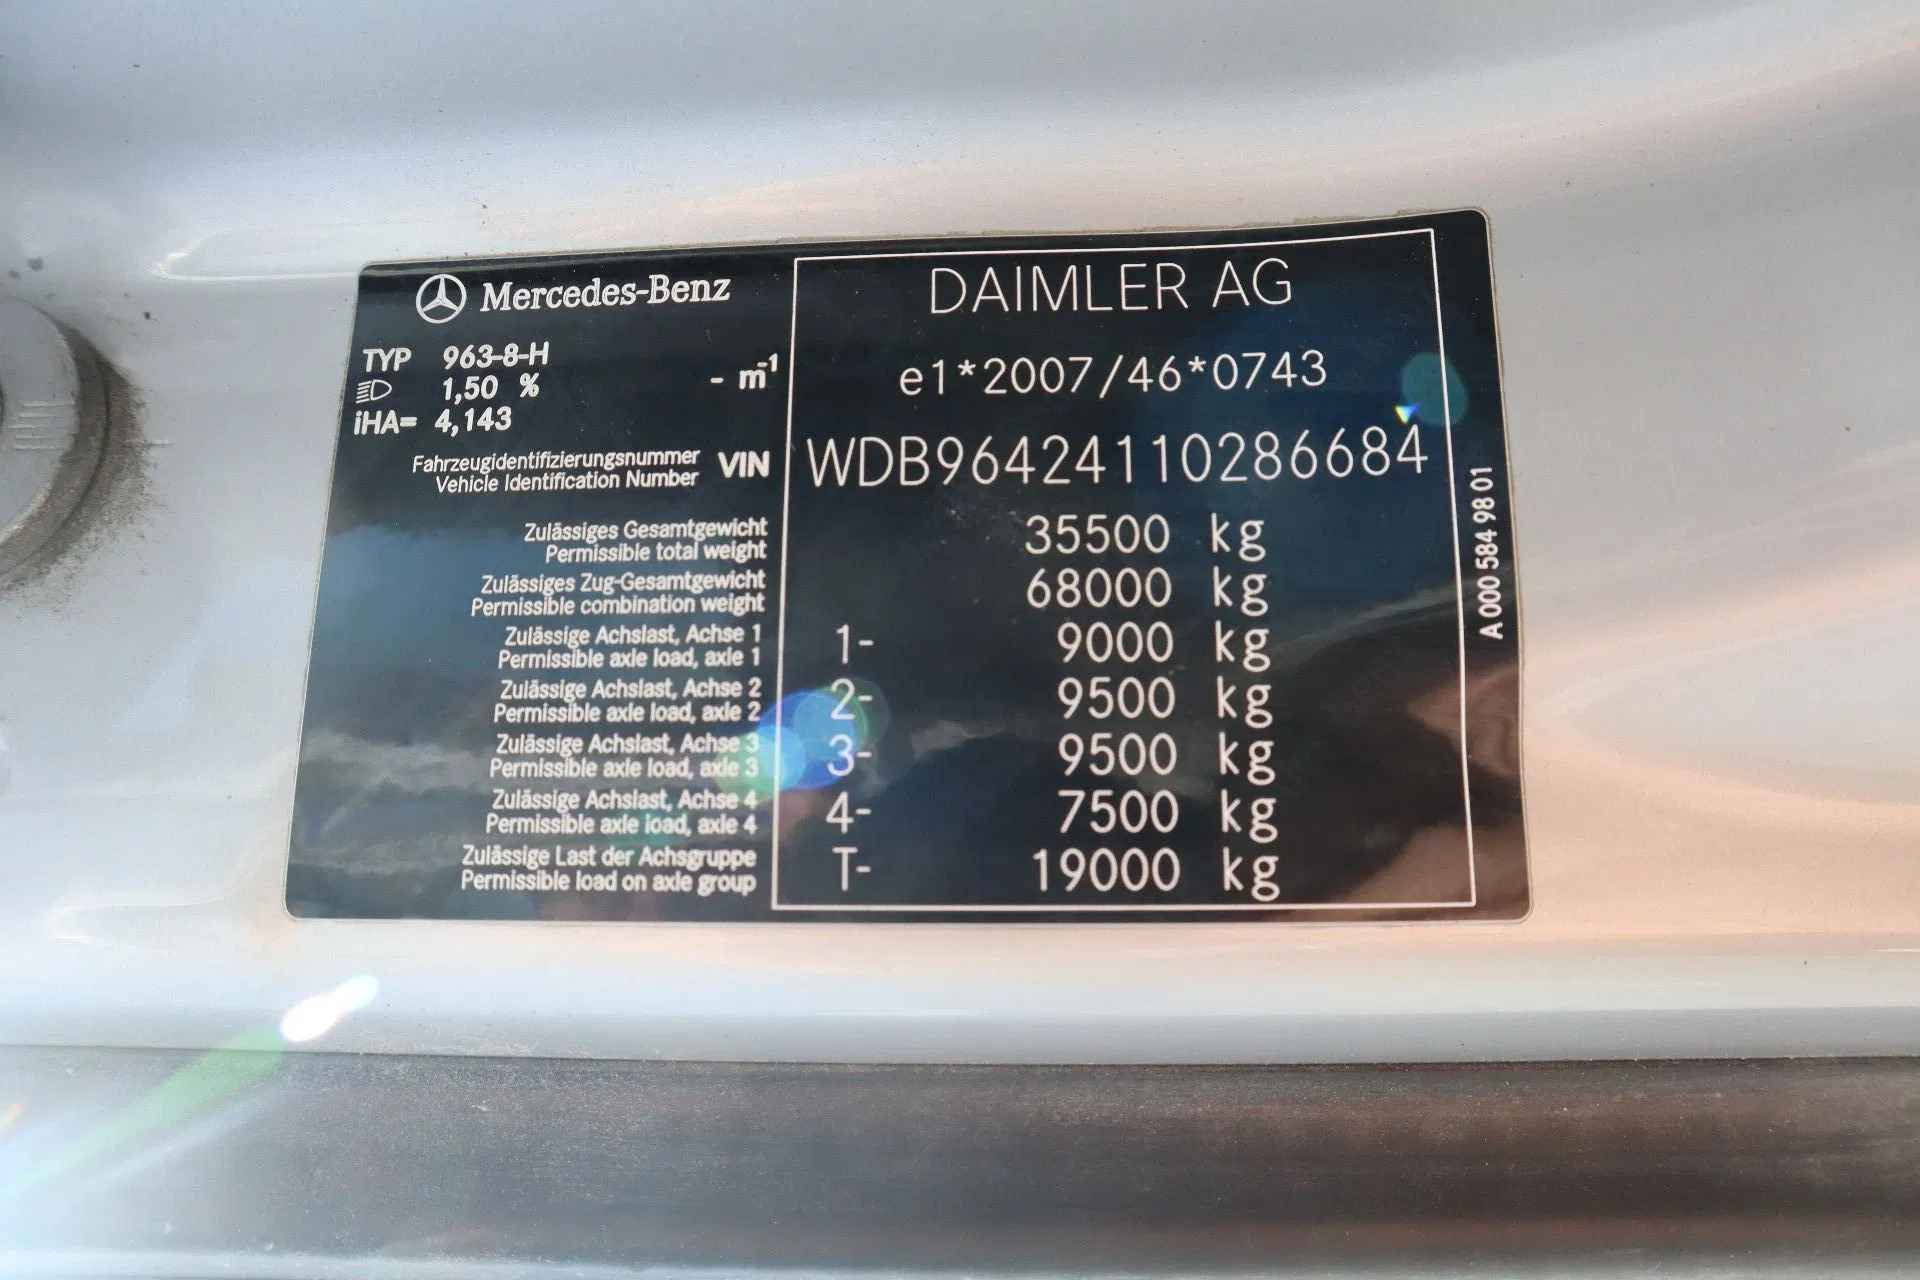 Mercedes-Benz
TYP 963-8-H
1,50 % - m-1
iHA= 4,143
DAIMLER AG
e1*2007/46*0743
Fahrzeugidentifizierungsnummer
Vehicle Identification Number
VIN WDB96424110286684
Zulässiges Gesamtgewicht
Permissible total weight
35500 kg
Zulässiges Zug-Gesamtgewicht
Permissible combination weight
68000 kg
Zulässige Achslast, Achse 1
Permissible axle load, axle 1
1- 9000 kg
Zulässige Achslast, Achse 2
Permissible axle load, axle 2
2- 9500 kg
Zulässige Achslast, Achse 3
Permissible axle load, axle 3
3- 9500 kg
Zulässige Achslast, Achse 4
Permissible axle load, axle 4
4- 7500 kg
Zulässige Last der Achsgruppe
Permissible load on axle group
T- 19000 kg
A 000 584 98 01